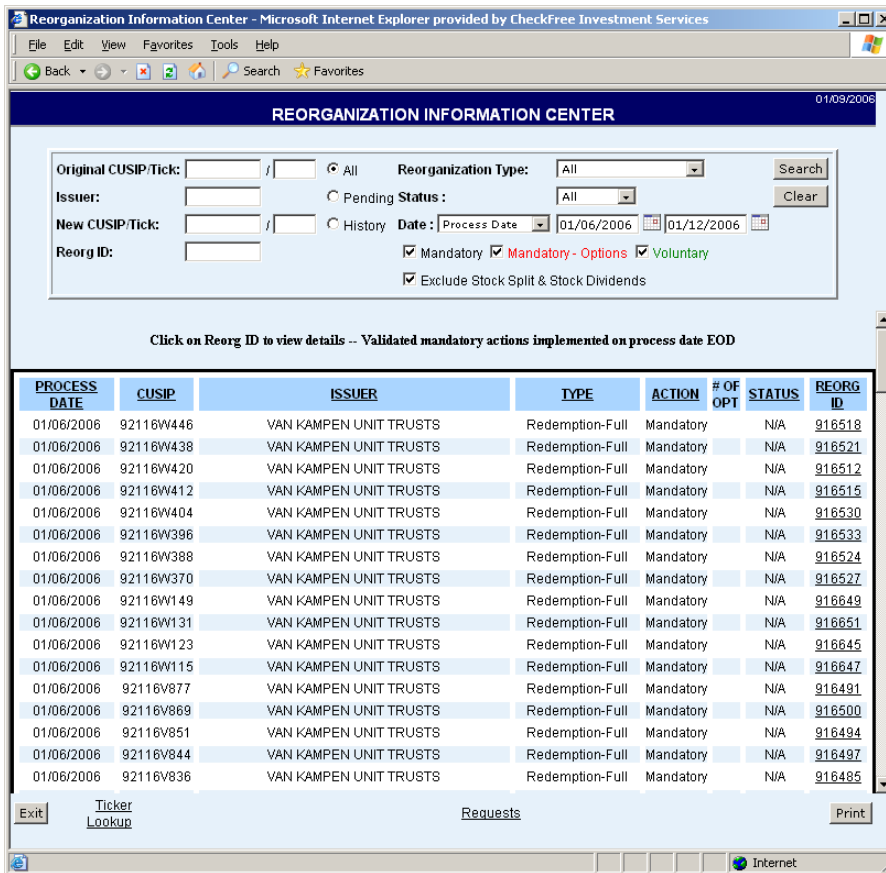 Reorganization Information Center - Microsoft Internet Explorer provided by CheckFree Investment Services
File Edit View Favorites Tools Help
Back Search Favorites
01/09/2006
REORGANIZATION INFORMATION CENTER
Original CUSIP/Tick: / All Reorganization Type: All Search
Issuer: Pending Status : All Clear
New CUSIP/Tick: / History Date : Process Date 01/06/2006 01/12/2006
Reorg ID: Mandatory Mandatory - Options Voluntary
Exclude Stock Split & Stock Dividends
Click on Reorg ID to view details -- Validated mandatory actions implemented on process date EOD
PROCESS DATE CUSIP ISSUER TYPE ACTION # OF OPT STATUS REORG ID
01/06/2006 92116W446 VAN KAMPEN UNIT TRUSTS Redemption-Full Mandatory N/A 916518
01/06/2006 92116W438 VAN KAMPEN UNIT TRUSTS Redemption-Full Mandatory N/A 916521
01/06/2006 92116W420 VAN KAMPEN UNIT TRUSTS Redemption-Full Mandatory N/A 916512
01/06/2006 92116W412 VAN KAMPEN UNIT TRUSTS Redemption-Full Mandatory N/A 916515
01/06/2006 92116W404 VAN KAMPEN UNIT TRUSTS Redemption-Full Mandatory N/A 916530
01/06/2006 92116W396 VAN KAMPEN UNIT TRUSTS Redemption-Full Mandatory N/A 916533
01/06/2006 92116W388 VAN KAMPEN UNIT TRUSTS Redemption-Full Mandatory N/A 916524
01/06/2006 92116W370 VAN KAMPEN UNIT TRUSTS Redemption-Full Mandatory N/A 916527
01/06/2006 92116W149 VAN KAMPEN UNIT TRUSTS Redemption-Full Mandatory N/A 916649
01/06/2006 92116W131 VAN KAMPEN UNIT TRUSTS Redemption-Full Mandatory N/A 916651
01/06/2006 92116W123 VAN KAMPEN UNIT TRUSTS Redemption-Full Mandatory N/A 916645
01/06/2006 92116W115 VAN KAMPEN UNIT TRUSTS Redemption-Full Mandatory N/A 916647
01/06/2006 92116V877 VAN KAMPEN UNIT TRUSTS Redemption-Full Mandatory N/A 916491
01/06/2006 92116V869 VAN KAMPEN UNIT TRUSTS Redemption-Full Mandatory N/A 916500
01/06/2006 92116V851 VAN KAMPEN UNIT TRUSTS Redemption-Full Mandatory N/A 916494
01/06/2006 92116V844 VAN KAMPEN UNIT TRUSTS Redemption-Full Mandatory N/A 916497
01/06/2006 92116V836 VAN KAMPEN UNIT TRUSTS Redemption-Full Mandatory N/A 916485
Exit Ticker Lookup Requests Print
Internet